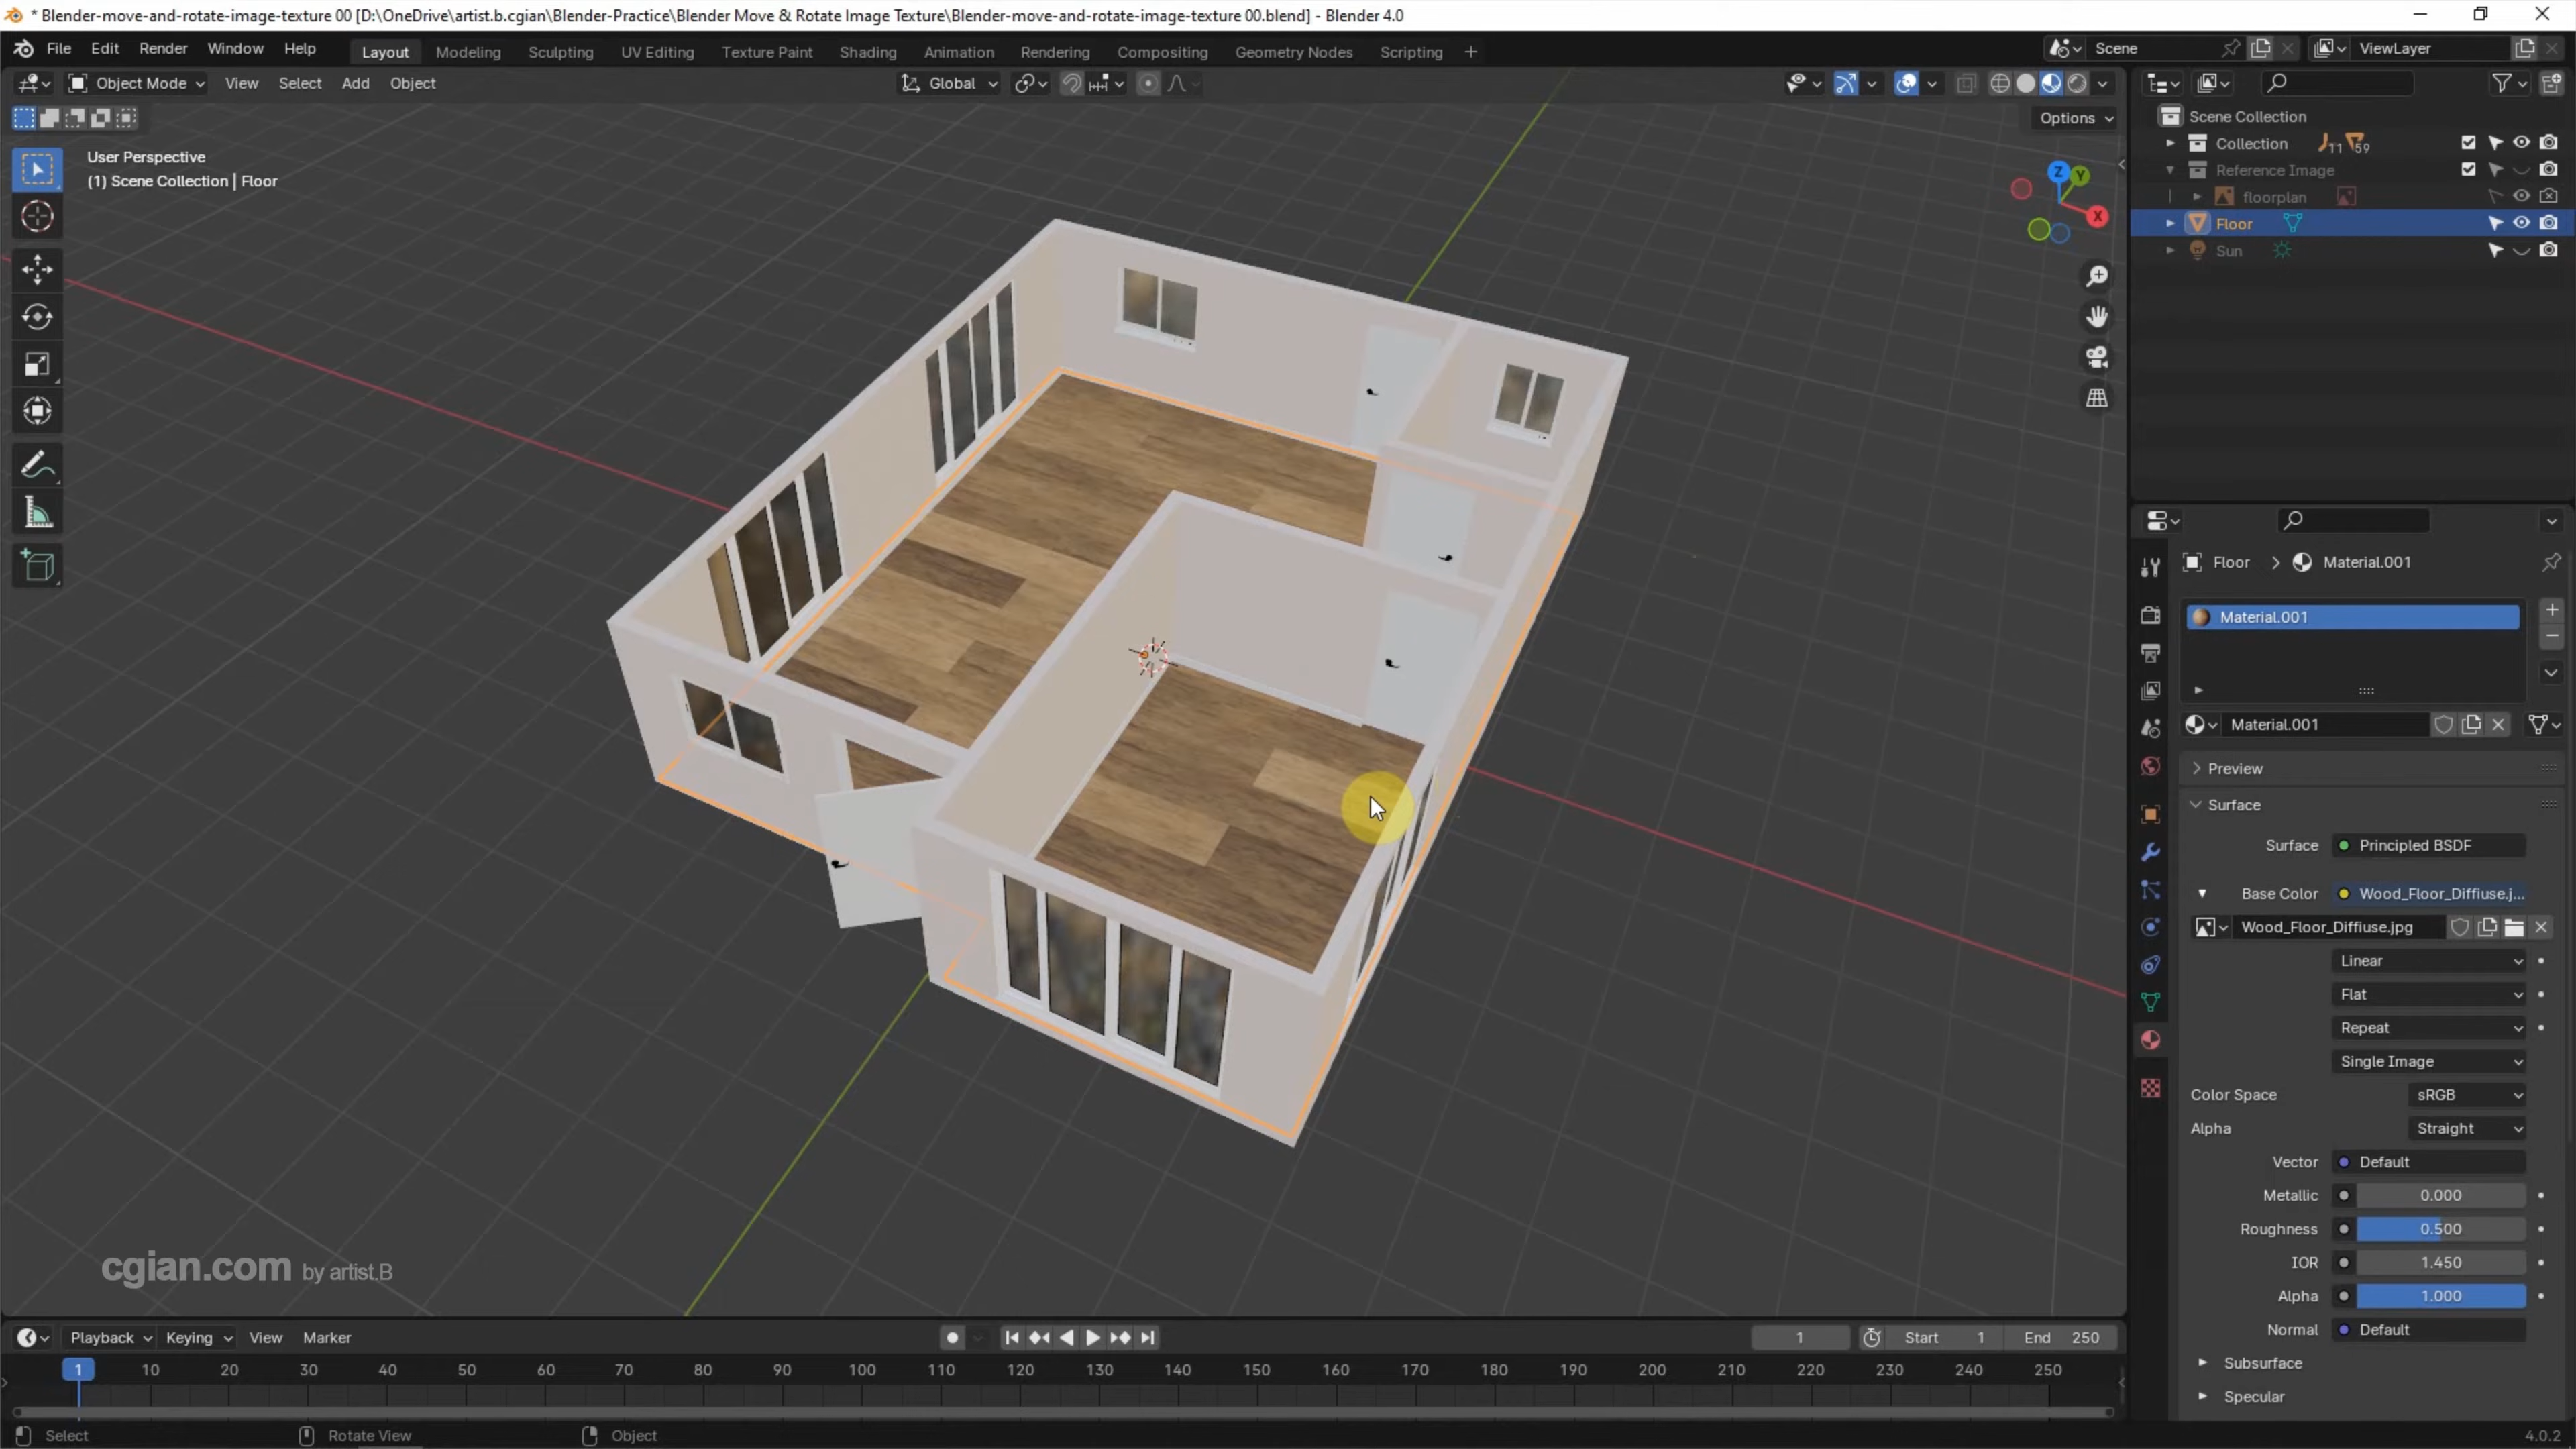 * Blender-move-and-rotate-image-texture 00 [D:\OneDrive\artist.b.cgian\Blender-Practice\Blender Move & Rotate Image Texture\Blender-move-and-rotate-image-texture 00.blend] - Blender 4.0
File Edit Render Window Help Layout Modeling Sculpting UV Editing Texture Paint Shading Animation Rendering Compositing Geometry Nodes Scripting + Scene ViewLayer
Object Mode View Select Add Object Global
Options
User Perspective
(1) Scene Collection | Floor
Z Y X
Scene Collection
Collection 11 59
Reference Image
floorplan
Floor
Sun
Floor > Material.001
Material.001
Material.001
Preview
Surface
Surface Principled BSDF
Base Color Wood_Floor_Diffiuse.j...
Wood_Floor_Diffiuse.jpg
Linear
Flat
Repeat
Single Image
Color Space sRGB
Alpha Straight
Vector Default
Metallic 0.000
Roughness 0.500
IOR 1.450
Alpha 1.000
Normal Default
Subsurface
Specular
cgian.com by artist.B
Playback Keying View Marker 1 Start 1 End 250
1 10 20 30 40 50 60 70 80 90 100 110 120 130 140 150 160 170 180 190 200 210 220 230 240 250
Select Rotate View Object 4.0.2